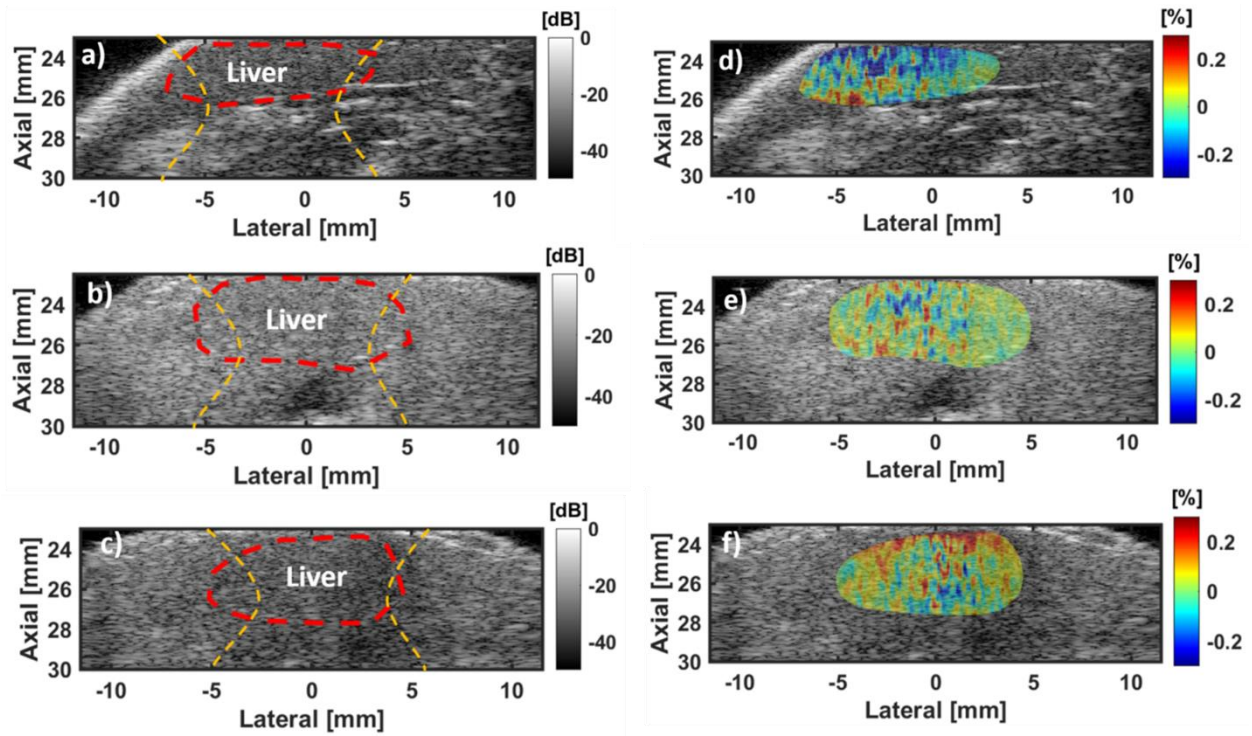 [dB]
a)
Liver
24
26
28
30
Axial [mm]
0
-20
-40
-10 -5 0 5 10
Lateral [mm]
[%]
d)
24
26
28
30
Axial [mm]
0.2
0
-0.2
-10 -5 0 5 10
Lateral [mm]
[dB]
b)
Liver
24
26
28
30
Axial [mm]
0
-20
-40
-10 -5 0 5 10
Lateral [mm]
[%]
e)
24
26
28
30
Axial [mm]
0.2
0
-0.2
-10 -5 0 5 10
Lateral [mm]
[dB]
c)
Liver
24
26
28
30
Axial [mm]
0
-20
-40
-10 -5 0 5 10
Lateral [mm]
[%]
f)
24
26
28
30
Axial [mm]
0.2
0
-0.2
-10 -5 0 5 10
Lateral [mm]